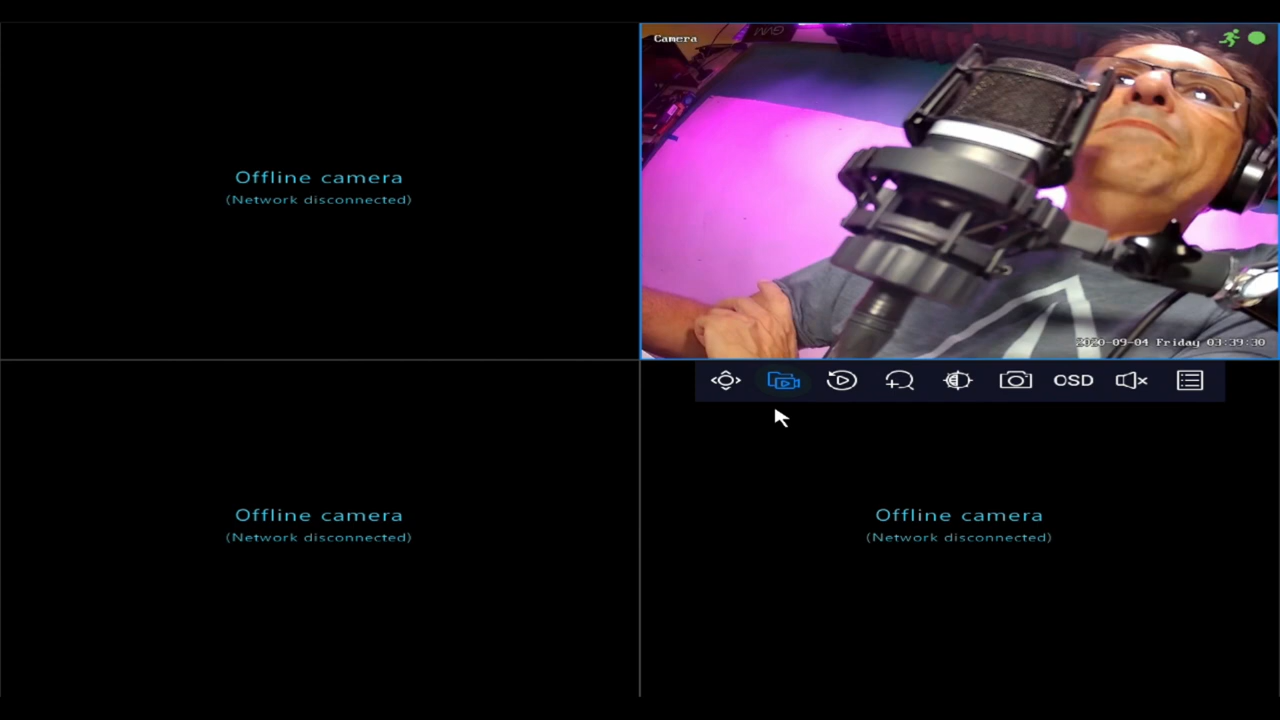 Offline camera
(Network disconnected)
Camera
GVM
2020-09-04 Friday 03:39:30
OSD
Offline camera
(Network disconnected)
Offline camera
(Network disconnected)